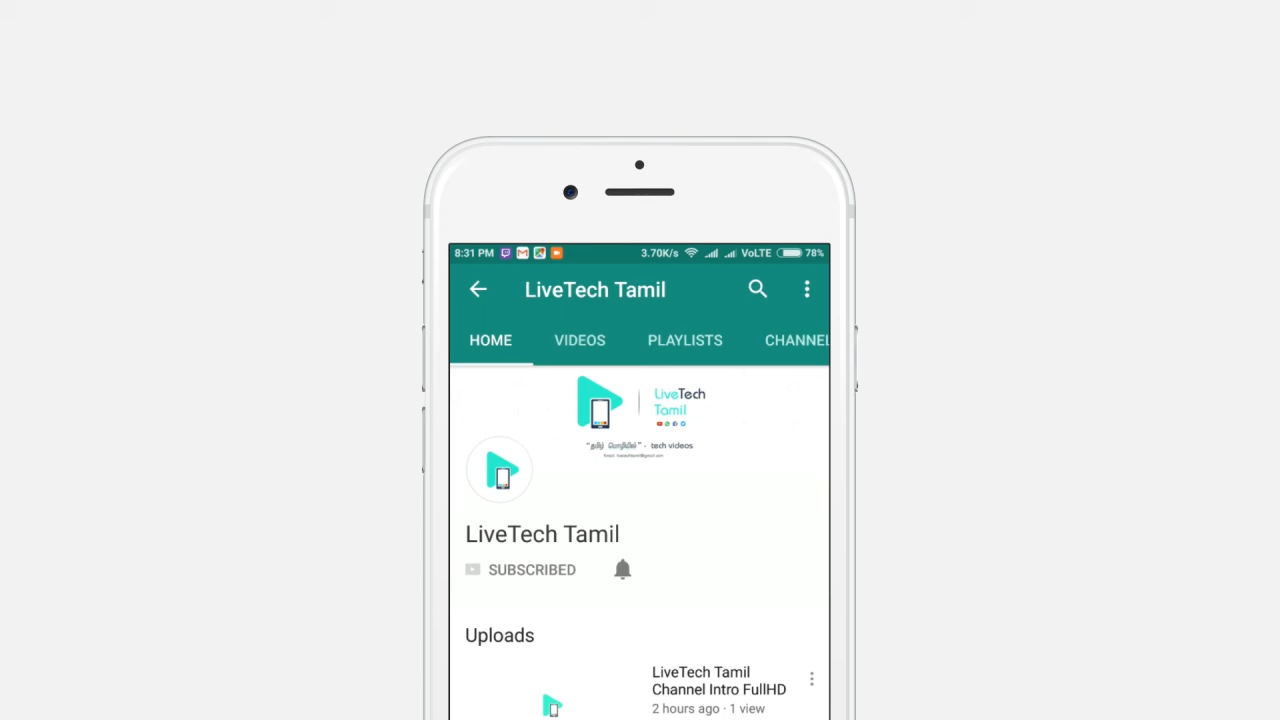 8:31 PM 3.70K/s VoLTE 78%
LiveTech Tamil
HOME VIDEOS PLAYLISTS CHANNEL
LiveTech
Tamil
"தமிழ் மொழியில்" - tech videos
LiveTech Tamil
SUBSCRIBED
Uploads
LiveTech Tamil
Channel Intro FullHD
2 hours ago · 1 view